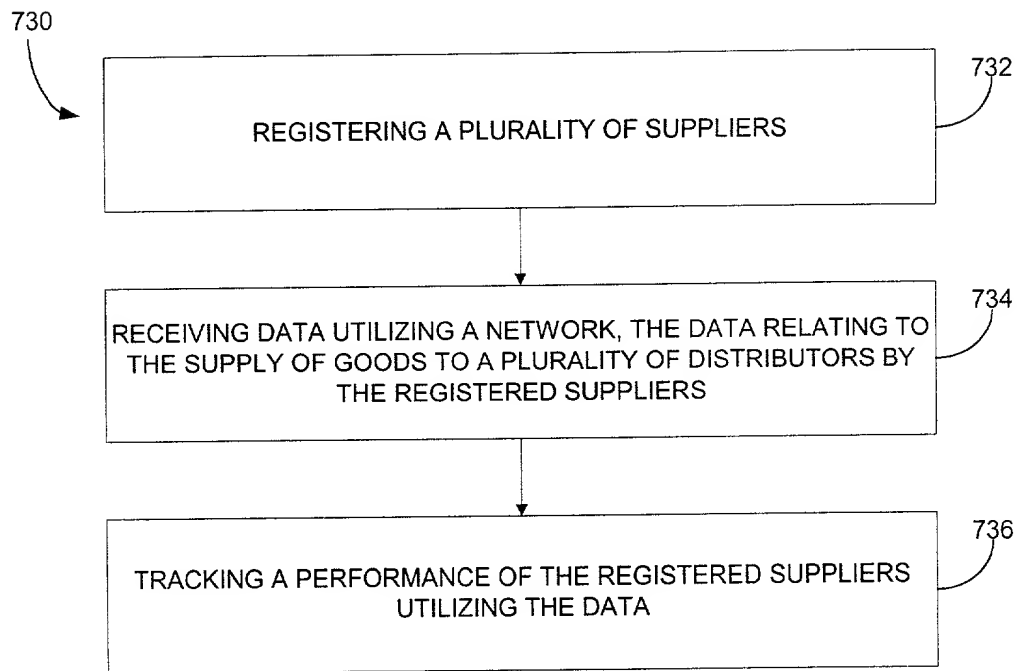 730
732
REGISTERING A PLURALITY OF SUPPLIERS
734
RECEIVING DATA UTILIZING A NETWORK, THE DATA RELATING TO
THE SUPPLY OF GOODS TO A PLURALITY OF DISTRIBUTORS BY
THE REGISTERED SUPPLIERS
736
TRACKING A PERFORMANCE OF THE REGISTERED SUPPLIERS
UTILIZING THE DATA